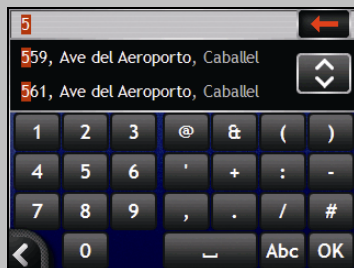 5
559, Ave del Aeroporto, Caballel
561, Ave del Aeroporto, Caballel
1 2 3 @ & ( )
4 5 6 ' + : -
7 8 9 , . / #
0 Abc OK